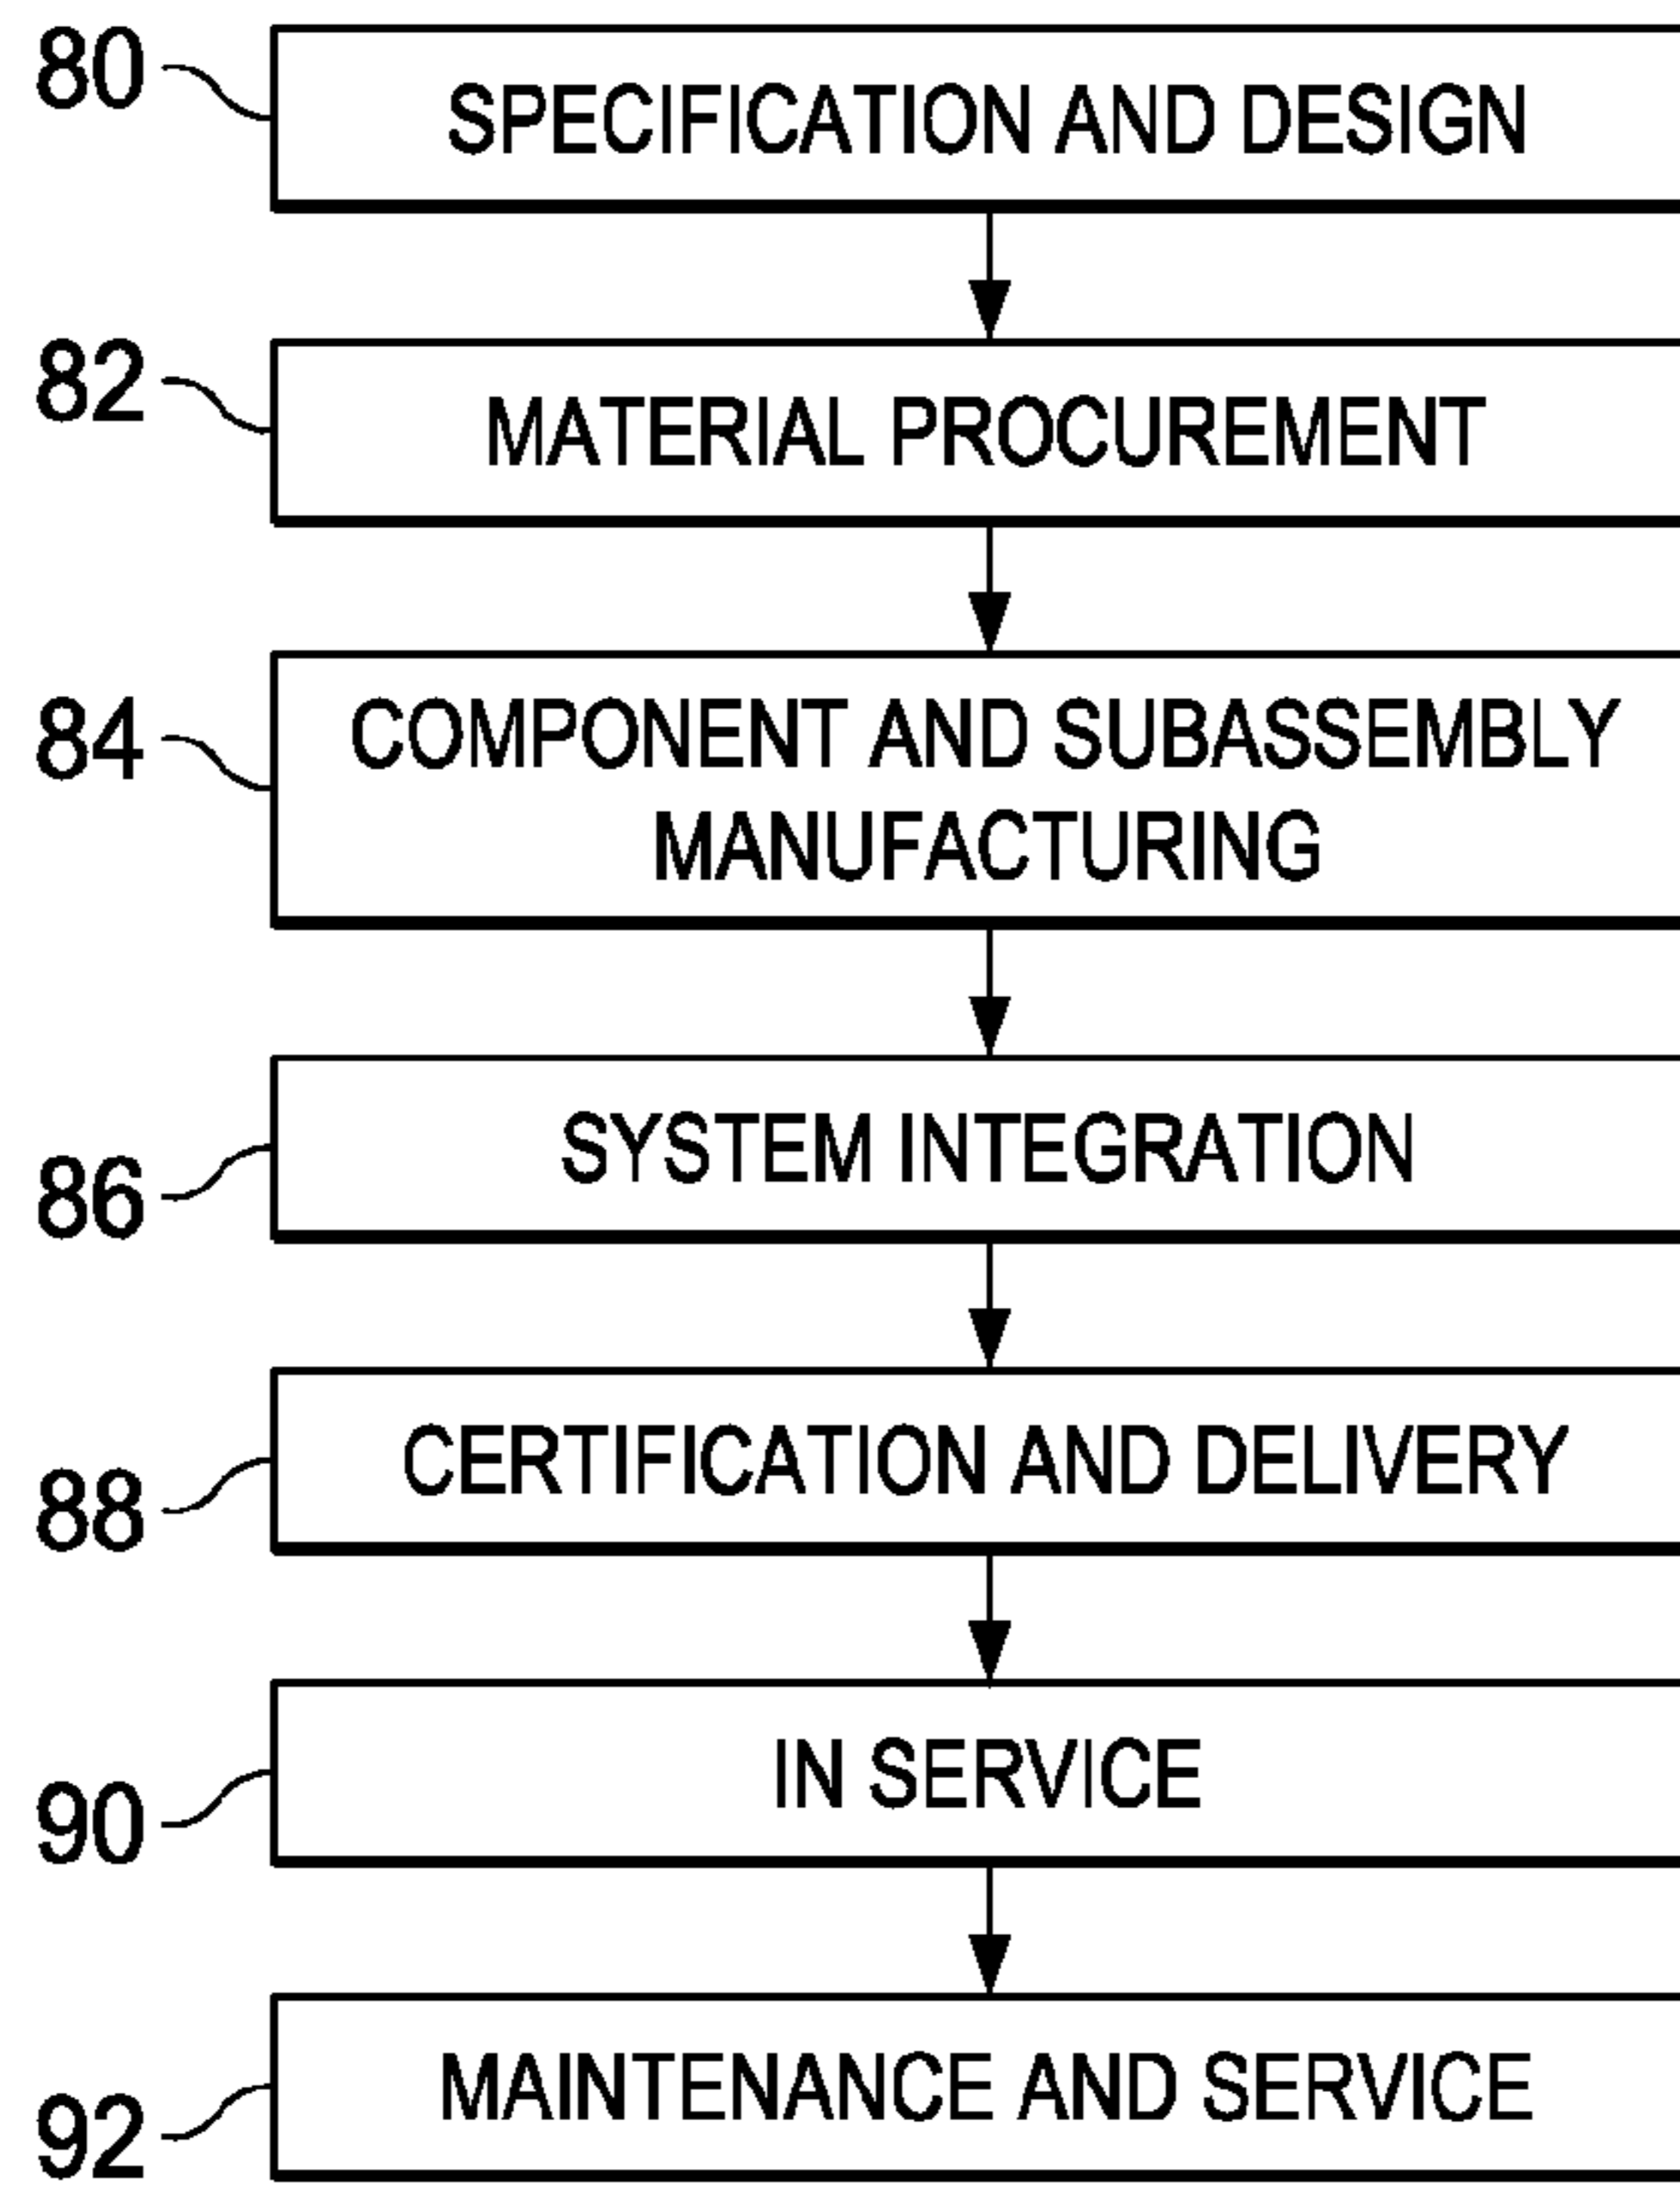 80
SPECIFICATION AND DESIGN
82
MATERIAL PROCUREMENT
84
COMPONENT AND SUBASSEMBLY
MANUFACTURING
86
SYSTEM INTEGRATION
88
CERTIFICATION AND DELIVERY
90
IN SERVICE
92
MAINTENANCE AND SERVICE